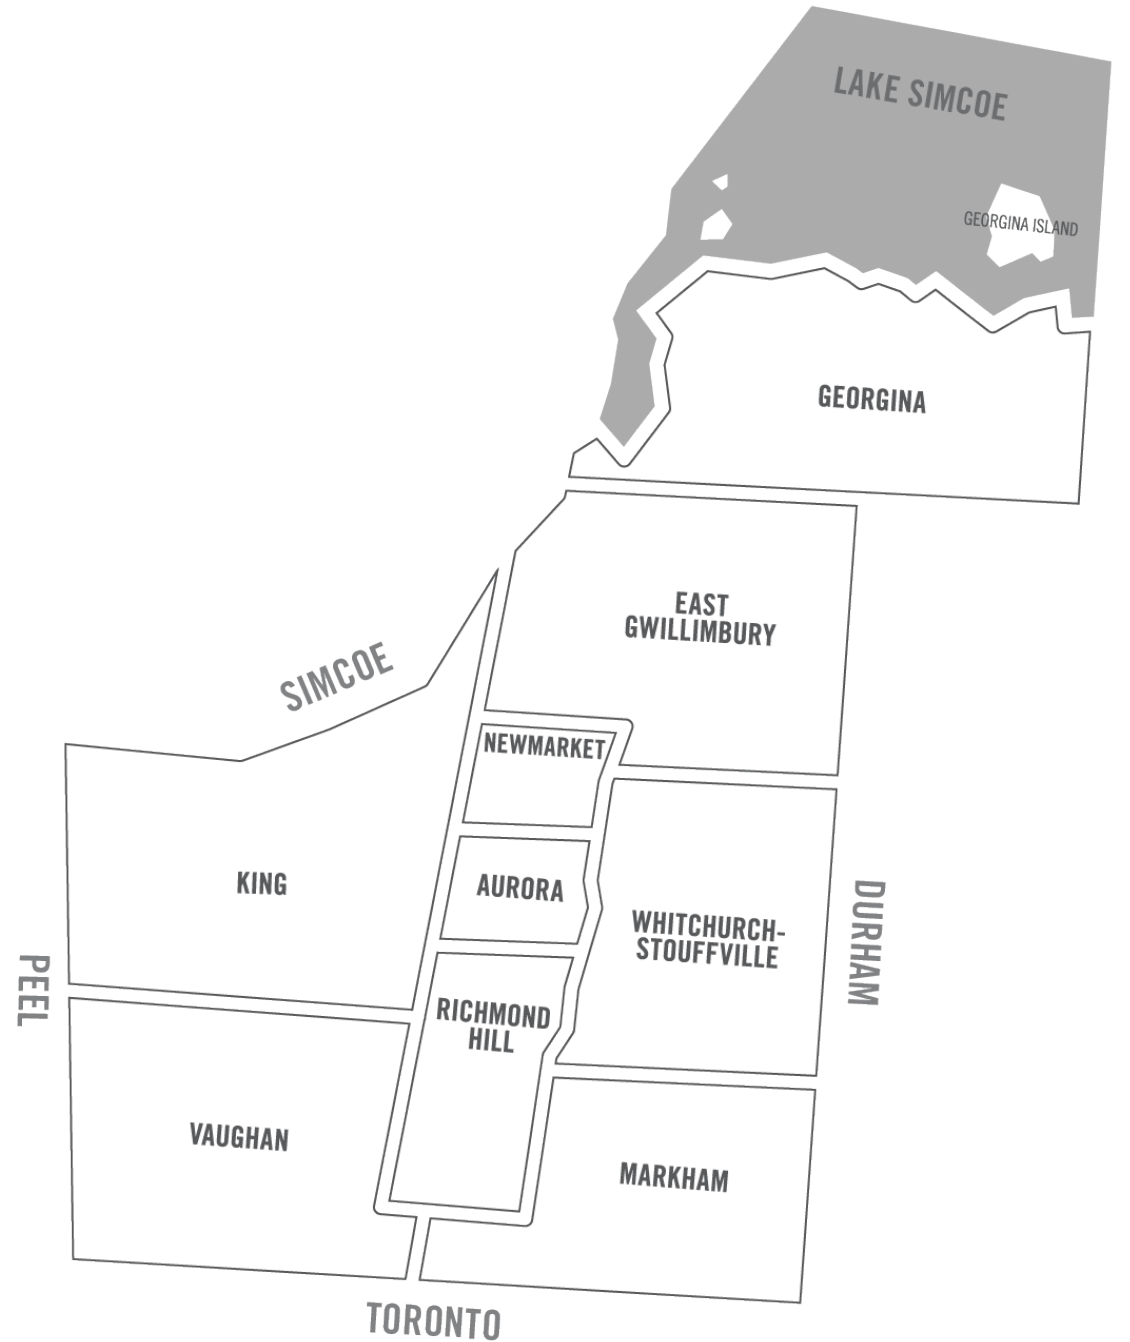 LAKE SIMCOE
GEORGINA ISLAND
GEORGINA
EAST
GWILLIMBURY
SIMCOE
NEWMARKET
KING
AURORA
WHITCHURCH-
STOUFFVILLE
DURHAM
PEEL
RICHMOND
HILL
VAUGHAN
MARKHAM
TORONTO